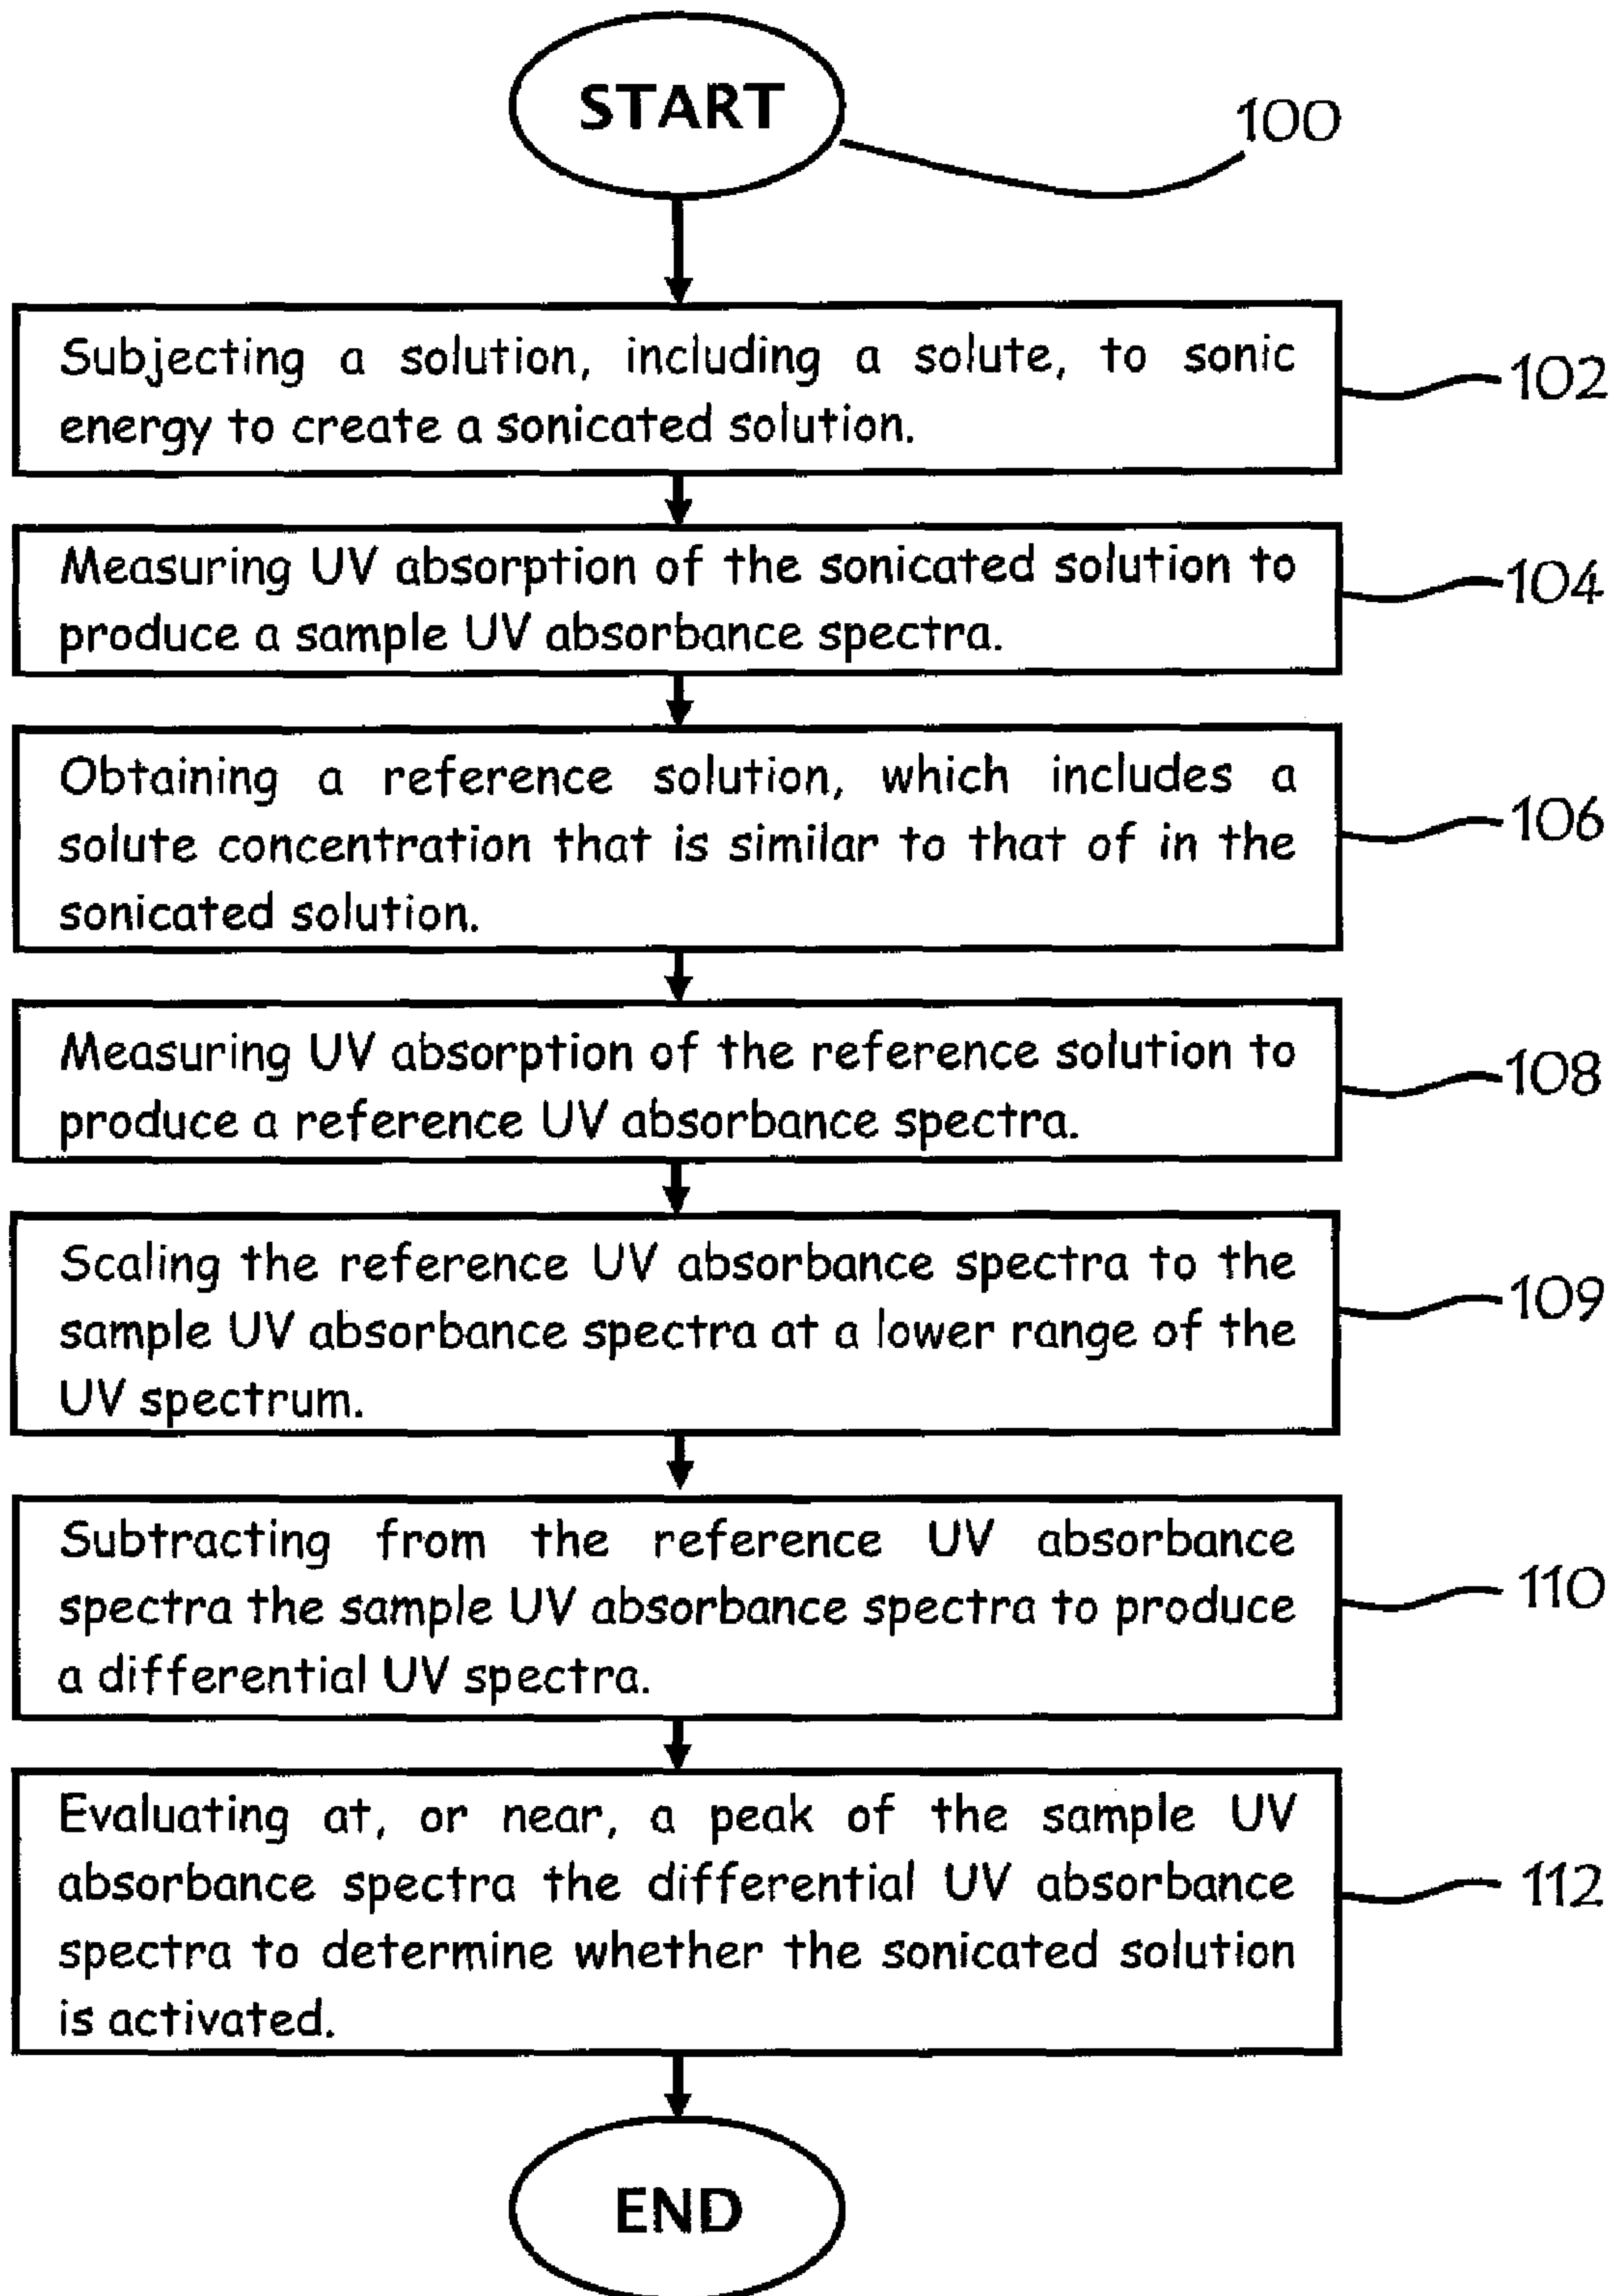 START
100
Subjecting a solution, including a solute, to sonic
energy to create a sonicated solution.
102
Measuring UV absorption of the sonicated solution to
produce a sample UV absorbance spectra.
104
Obtaining a reference solution, which includes a
solute concentration that is similar to that of in the
sonicated solution.
106
Measuring UV absorption of the reference solution to
produce a reference UV absorbance spectra.
108
Scaling the reference UV absorbance spectra to the
sample UV absorbance spectra at a lower range of the
UV spectrum.
109
Subtracting from the reference UV absorbance
spectra the sample UV absorbance spectra to produce
a differential UV spectra.
110
Evaluating at, or near, a peak of the sample UV
absorbance spectra the differential UV absorbance
spectra to determine whether the sonicated solution
is activated.
112
END